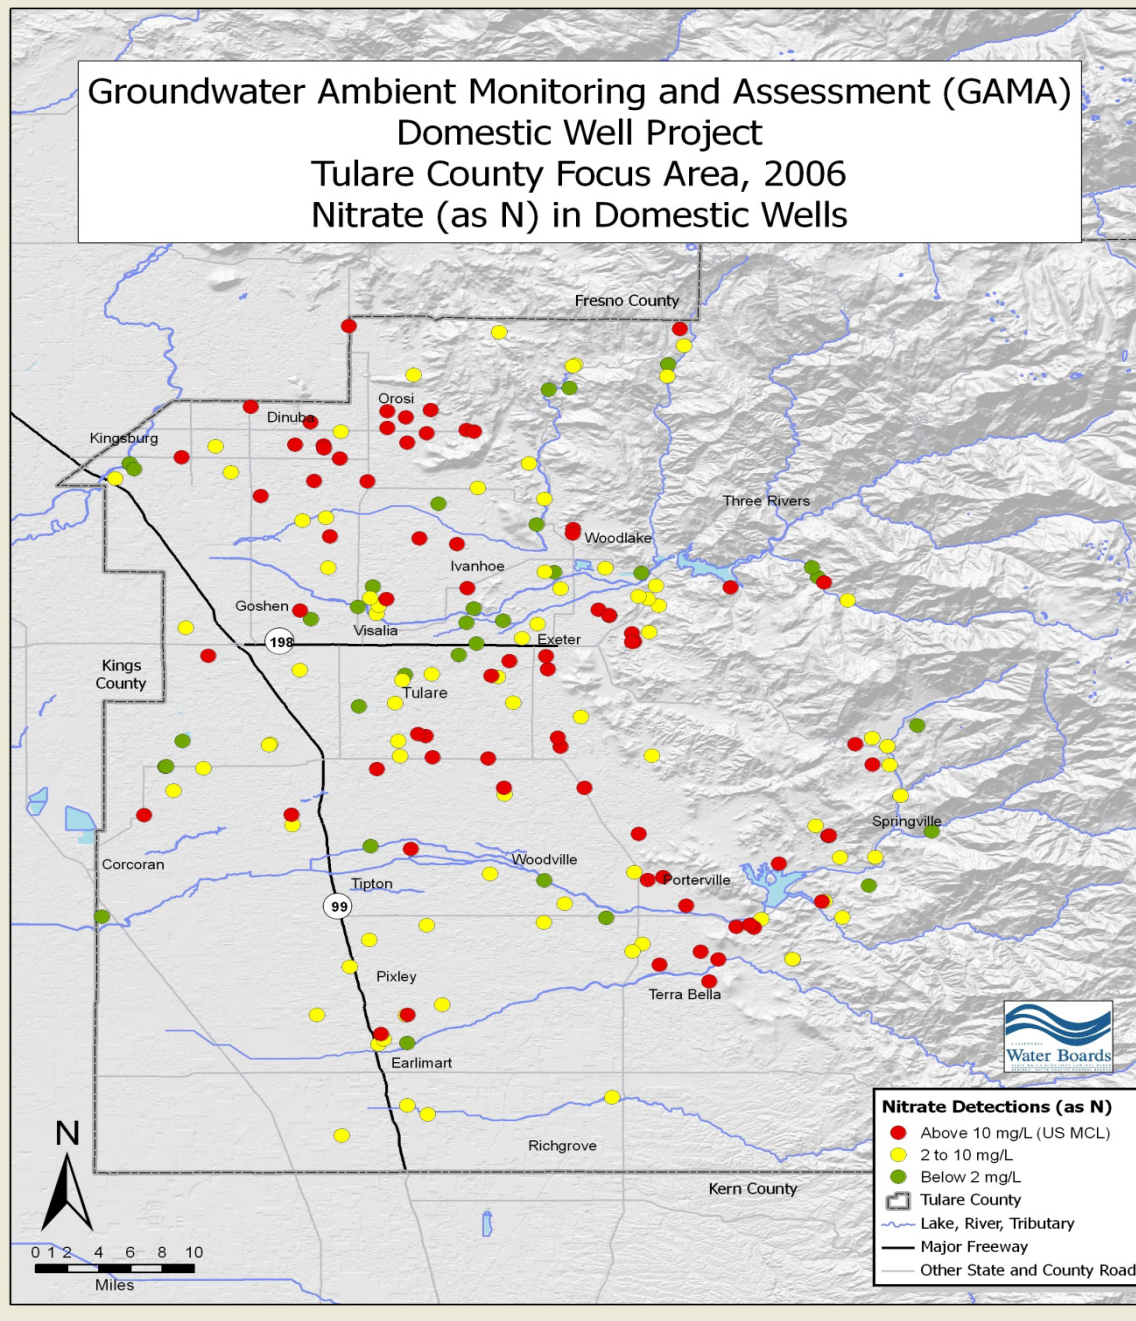 Groundwater Ambient Monitoring and Assessment (GAMA)
Domestic Well Project
Tulare County Focus Area, 2006
Nitrate (as N) in Domestic Wells
Fresno County
Orosi
Dinuba
Kingsburg
Three Rivers
Woodlake
Ivanhoe
Goshen
Visalia
198
Exeter
Kings
County
Tulare
Springville
Corcoran
Woodville
Tipton
Porterville
99
Pixley
Terra Bella
Earlimart
Water Boards
Richgrove
Kern County
Nitrate Detections (as N)
Above 10 mg/L (US MCL)
2 to 10 mg/L
Below 2 mg/L
Tulare County
Lake, River, Tributary
Major Freeway
Other State and County Road
N
0 1 2 4 6 8 10
Miles